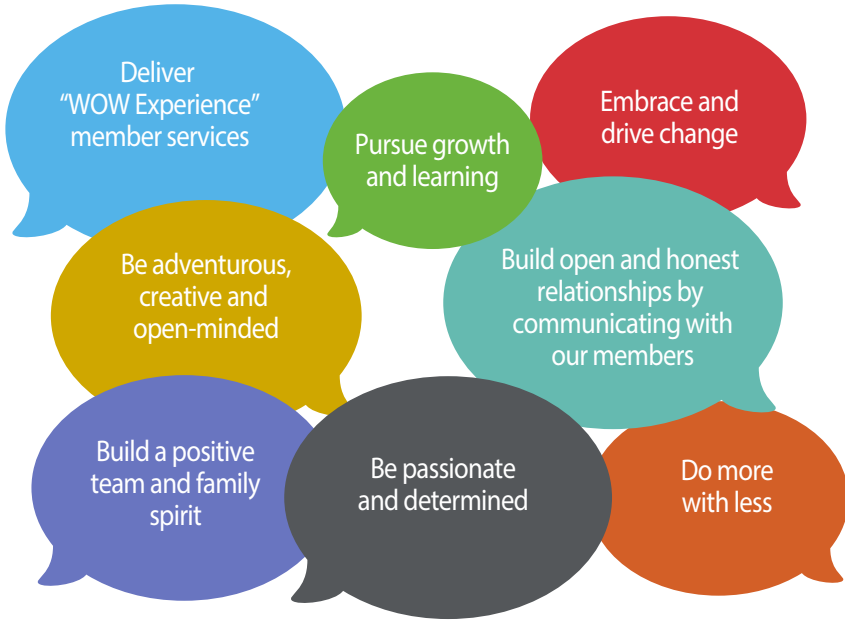 Deliver
“WOW Experience”
member services
Pursue growth
and learning
Embrace and
drive change
Be adventurous,
creative and
open-minded
Build open and honest
relationships by
communicating with
our members
Build a positive
team and family
spirit
Be passionate
and determined
Do more
with less